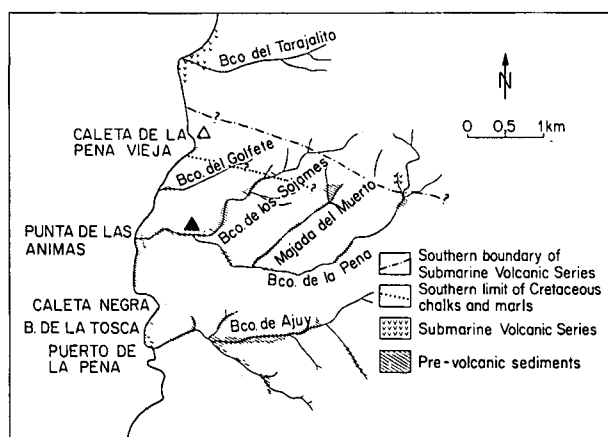 Bco. del Tarajalito
N
0 0,5 1km
CALETA DE LA
PENA VIEJA
?
Bco. del Golfete
?
?
Bco. de los Solames
Majada del Muerto
PUNTA DE LAS
ANIMAS
Bco. de la Pena
Southern boundary of
Submarine Volcanic Series
Southern limit of Cretaceous
chalks and marls
CALETA NEGRA
B. DE LA TOSCA
Bco. de Ajuy
Submarine Volcanic Series
PUERTO DE
LA PENA
Pre-volcanic sediments